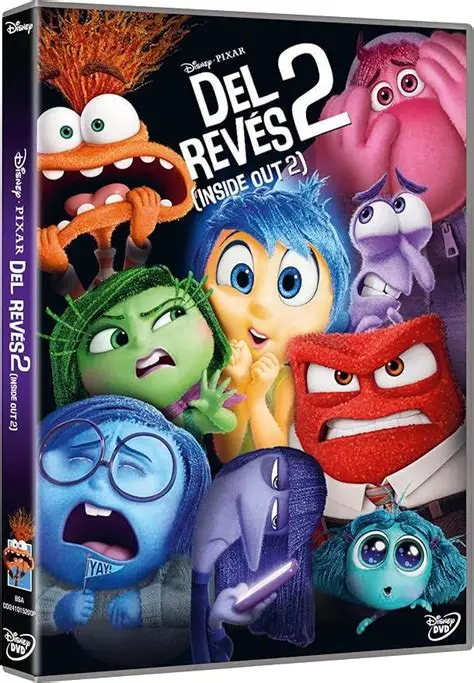 Disney · PIXAR
DEL
REVÉS 2
(INSIDE OUT 2)
YAY!
Disney
DVD
Disney · PIXAR
DEL REVÉS 2
(INSIDE OUT 2)
BSA
Disney
DVD